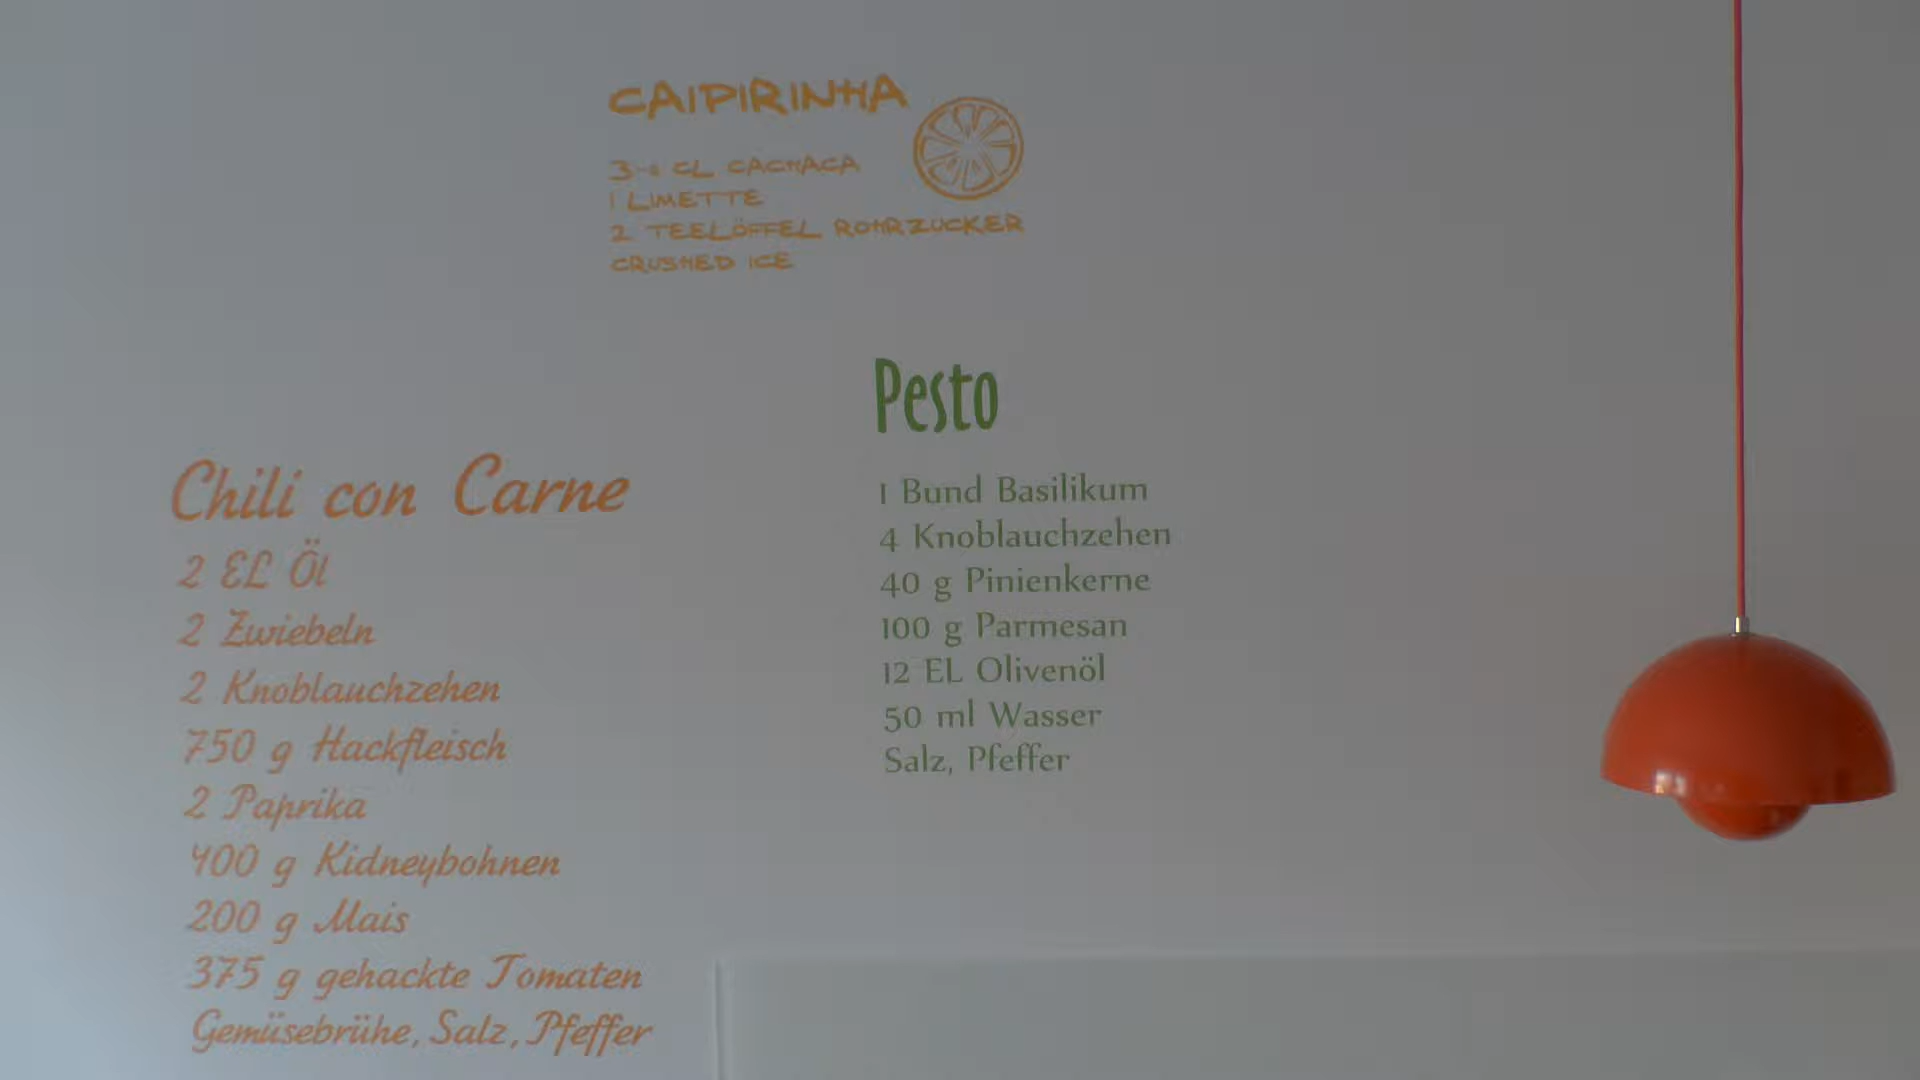 CAIPIRINHA
CL CACHACA
1 LIMETTE
2 TEELÖFFEL ROHRZUCKER
CRUSHED ICE
Pesto
1 Bund Basilikum
4 Knoblauchzehen
40 g Pinienkerne
100 g Parmesan
12 EL Olivenöl
50 ml Wasser
Salz, Pfeffer
Chili con Carne
2 EL Öl
2 Zwiebeln
2 Knoblauchzehen
750 g Hackfleisch
2 Paprika
400 g Kidneybohnen
200 g Mais
375 g gehackte Tomaten
Gemüsebrühe, Salz, Pfeffer